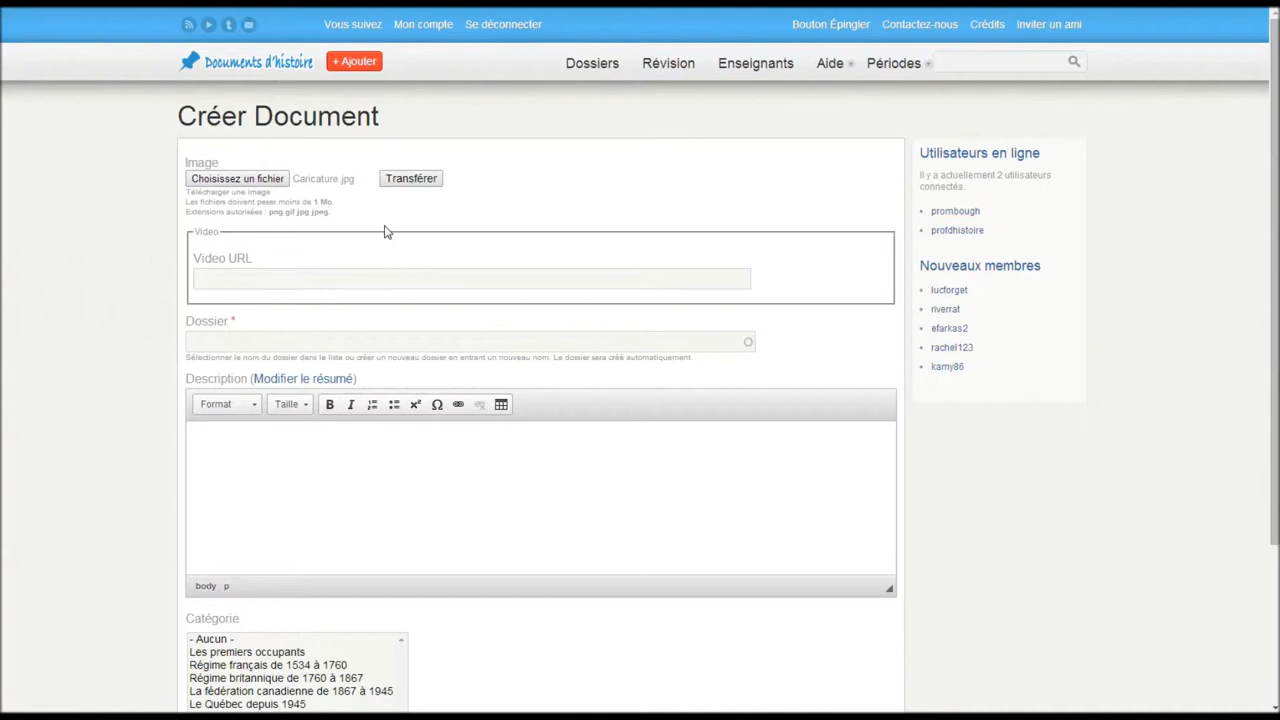 Vous suivez Mon compte Se déconnecter Bouton Épingler Contactez-nous Crédits Inviter un ami
Documents d'histoire + Ajouter Dossiers Révision Enseignants Aide Périodes
Créer Document
Image
Choisissez un fichier Caricature.jpg Transférer
Télécharger une image
Les fichiers doivent peser moins de 1 Mo.
Extensions autorisées : png gif jpg jpeg.
Video
Video URL
Dossier *
Sélectionner le nom du dossier dans le liste ou créer un nouveau dossier en entrant un nouveau nom. Le dossier sera créé automatiquement.
Description (Modifier le résumé)
Format Taille B I Ω
body p
Catégorie
- Aucun -
Les premiers occupants
Régime français de 1534 à 1760
Régime britannique de 1760 à 1867
La fédération canadienne de 1867 à 1945
Le Québec depuis 1945
Utilisateurs en ligne
Il y a actuellement 2 utilisateurs
connectés.
prombough
profdhistoire
Nouveaux membres
lucforget
riverrat
efarkas2
rachel123
kamy86